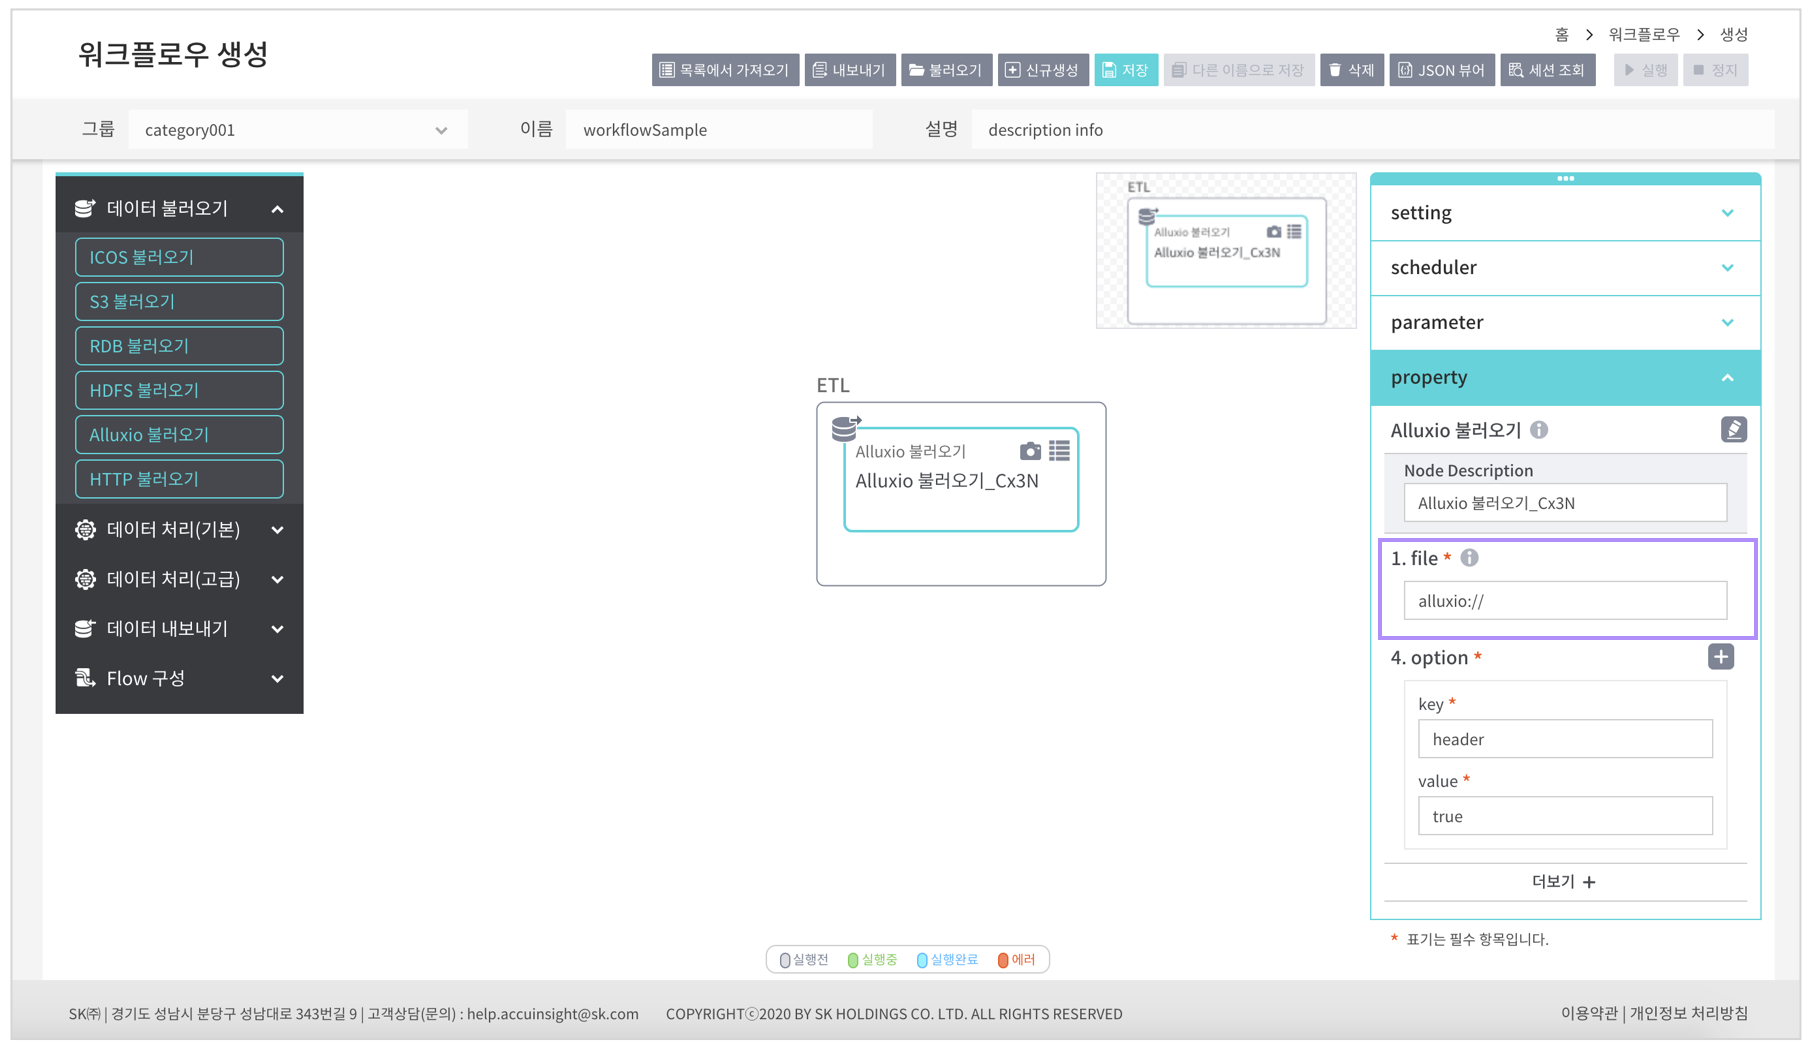 홈 > 워크플로우 > 생성
워크플로우 생성
목록에서 가져오기 내보내기 불러오기 신규생성 저장 다른 이름으로 저장 삭제 JSON 뷰어 세션 조회 실행 정지
그룹 category001 이름 workflowSample 설명 description info
데이터 불러오기
ICOS 불러오기
S3 불러오기
RDB 불러오기
HDFS 불러오기
Alluxio 불러오기
HTTP 불러오기
데이터 처리(기본)
데이터 처리(고급)
데이터 내보내기
Flow 구성
ETL
Alluxio 불러오기
Alluxio 불러오기_Cx3N
ETL
Alluxio 불러오기
Alluxio 불러오기_Cx3N
setting
scheduler
parameter
property
Alluxio 불러오기
Node Description
Alluxio 불러오기_Cx3N
1. file *
alluxio://
4. option *
key *
header
value *
true
더보기 +
* 표기는 필수 항목입니다.
실행전 실행중 실행완료 에러
SK㈜ | 경기도 성남시 분당구 성남대로 343번길 9 | 고객상담(문의) : help.accuinsight@sk.com COPYRIGHTⓒ2020 BY SK HOLDINGS CO. LTD. ALL RIGHTS RESERVED 이용약관 | 개인정보 처리방침